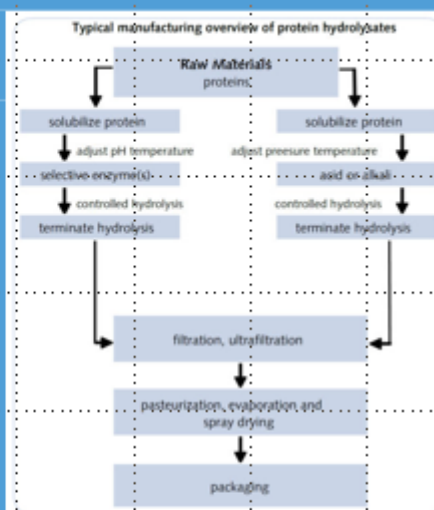 Typical manufacturing overview of protein hydrolysates
Raw Materials
proteins
solubilize protein
solubilize protein
adjust pH temperature
adjust preesure temperature
selective enzyme(s)
asid or alkali
controlled hydrolysis
controlled hydrolysis
terminate hydrolysis
terminate hydrolysis
filtration, ultrafiltration
pasteurization, evaporation and
spray drying
packaging